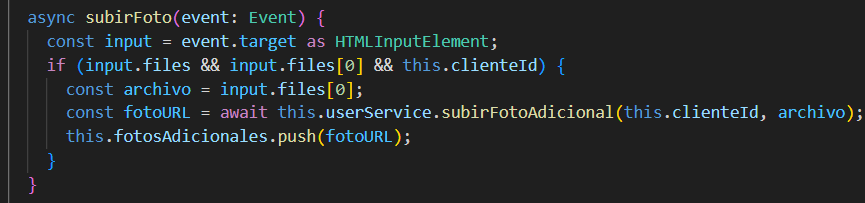 async subirFoto(event: Event) {
  const input = event.target as HTMLInputElement;
  if (input.files && input.files[0] && this.clienteId) {
    const archivo = input.files[0];
    const fotoURL = await this.userService.subirFotoAdicional(this.clienteId, archivo);
    this.fotosAdicionales.push(fotoURL);
  }
}